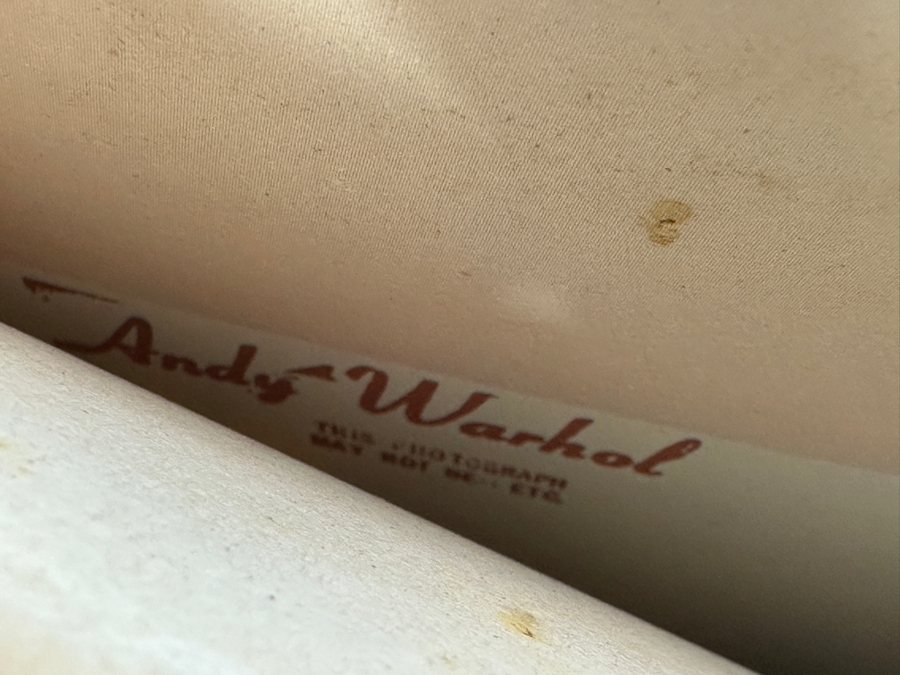 Andy Warhol
THIS PHOTOGRAPH
MAY NOT BE·· ETC